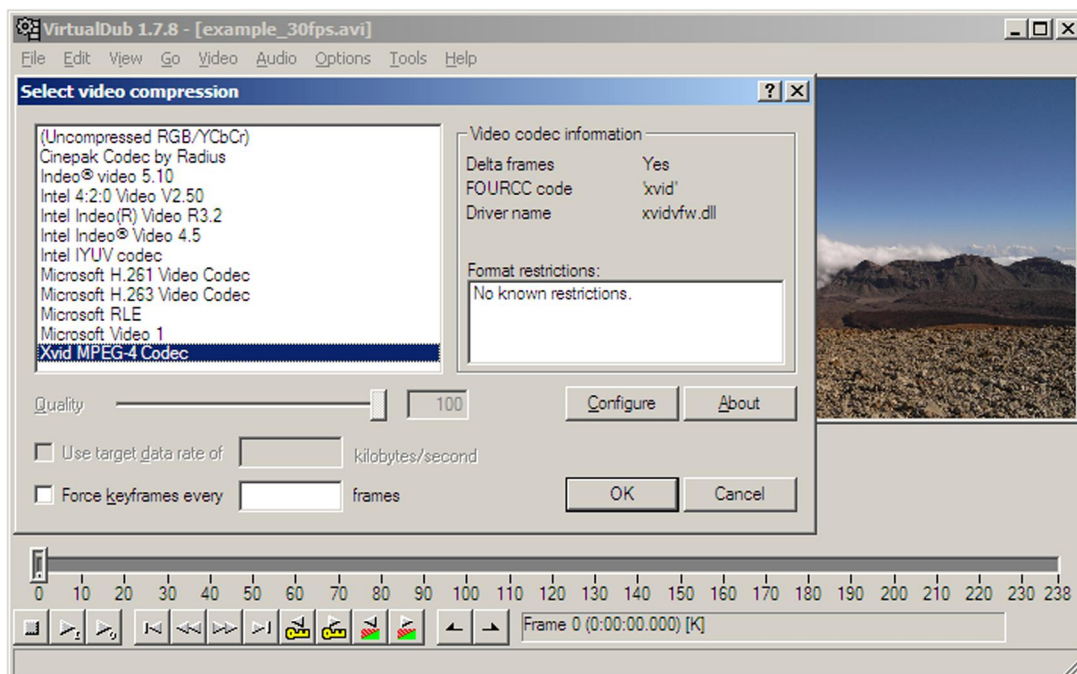 VirtualDub 1.7.8 - [example_30fps.avi]
File Edit View Go Video Audio Options Tools Help
Select video compression
(Uncompressed RGB/YCbCr)
Cinepak Codec by Radius
Indeo® video 5.10
Intel 4:2:0 Video V2.50
Intel Indeo(R) Video R3.2
Intel Indeo® Video 4.5
Intel IYUV codec
Microsoft H.261 Video Codec
Microsoft H.263 Video Codec
Microsoft RLE
Microsoft Video 1
Xvid MPEG-4 Codec
Video codec information
Delta frames Yes
FOURCC code 'xvid'
Driver name xvidvfw.dll
Format restrictions:
No known restrictions.
Quality 100
Configure About
Use target data rate of kilobytes/second
Force keyframes every frames
OK Cancel
0 10 20 30 40 50 60 70 80 90 100 110 120 130 140 150 160 170 180 190 200 210 220 230 238
Frame 0 (0:00:00.000) [K]